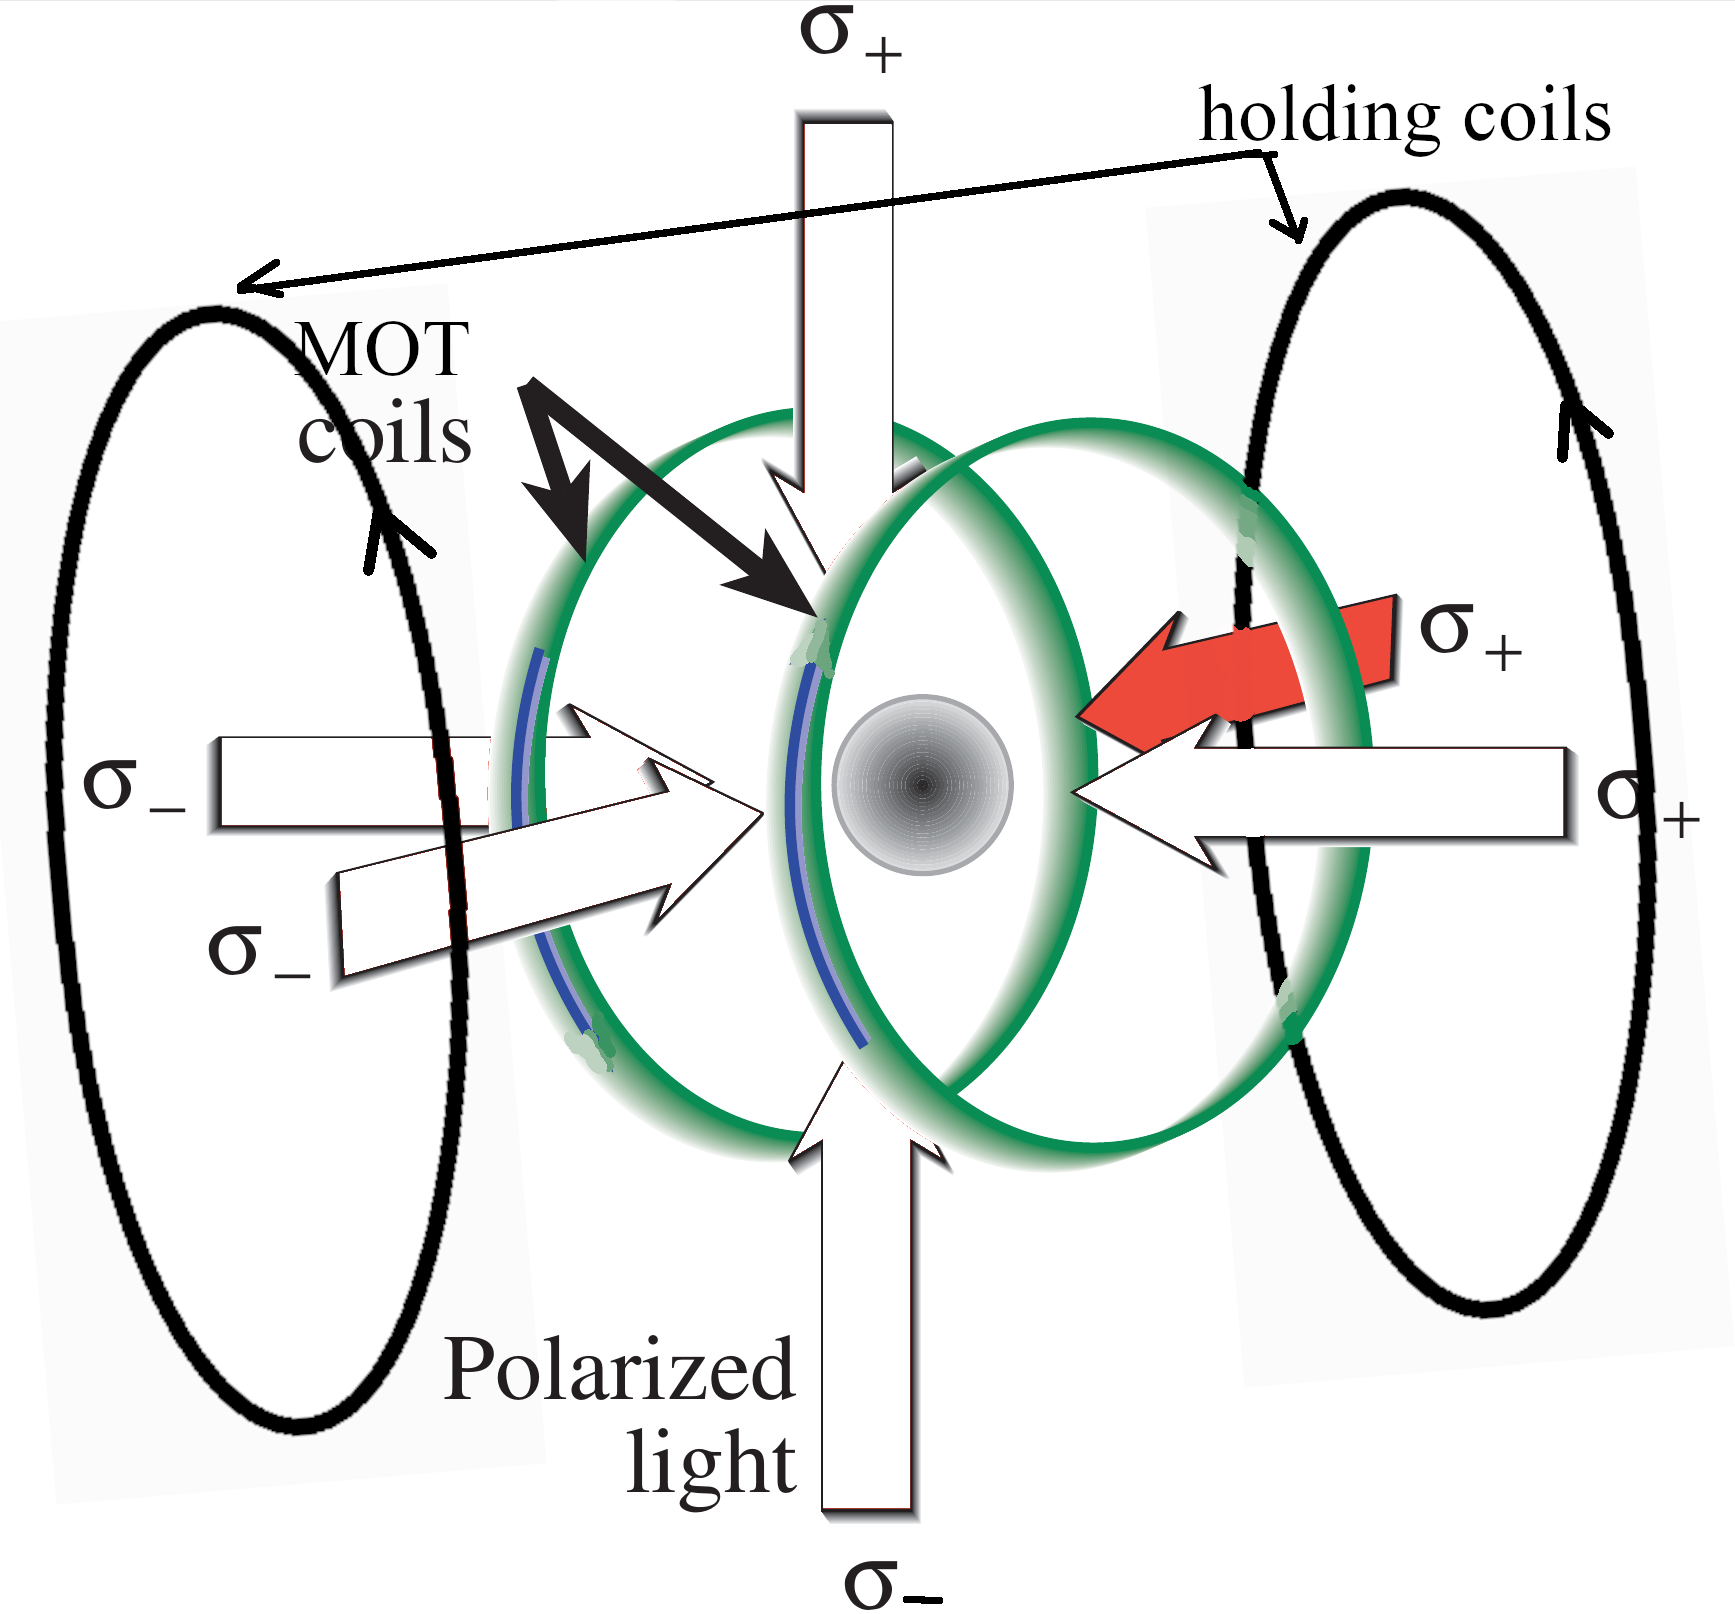 σ+
holding coils
MOT
coils
σ+
σ−
σ+
σ−
Polarized
light
σ−